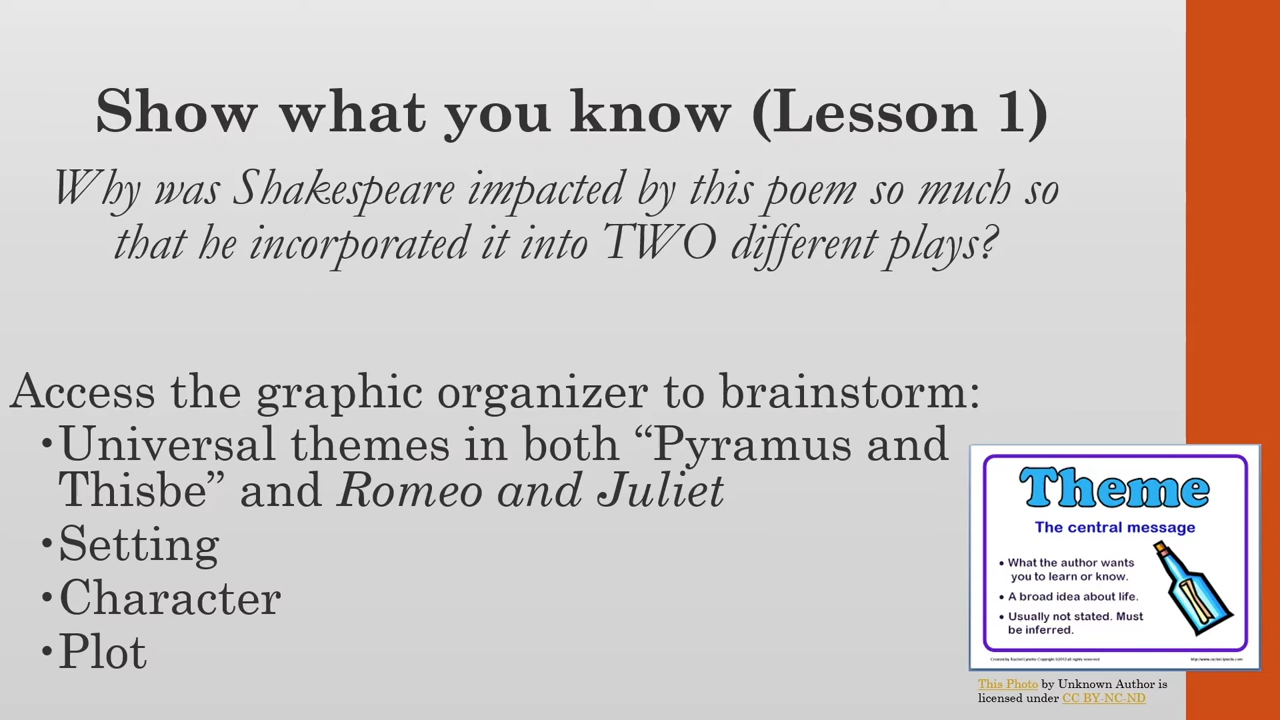 Show what you know (Lesson 1)
Why was Shakespeare impacted by this poem so much so
that he incorporated it into TWO different plays?
Access the graphic organizer to brainstorm:
•Universal themes in both “Pyramus and
Thisbe” and Romeo and Juliet
•Setting
•Character
•Plot
Theme
The central message
• What the author wants
you to learn or know.
• A broad idea about life.
• Usually not stated. Must
be inferred.
This Photo by Unknown Author is
licensed under CC BY-NC-ND